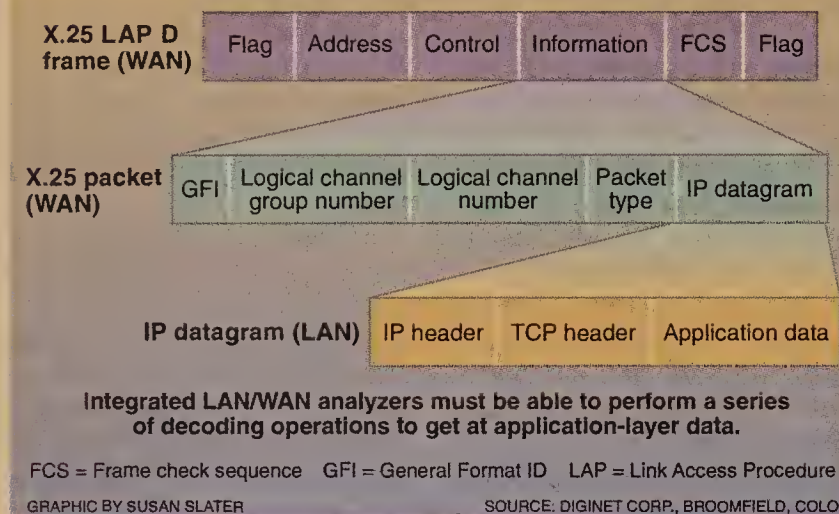 X.25 LAP D
frame (WAN)
Flag Address Control Information FCS Flag
X.25 packet
(WAN)
GFI
Logical channel
group number
Logical channel
number
Packet
type
IP datagram
IP datagram (LAN) IP header TCP header Application data
Integrated LAN/WAN analyzers must be able to perform a series
of decoding operations to get at application-layer data.
FCS = Frame check sequence GFI = General Format ID LAP = Link Access Procedure
GRAPHIC BY SUSAN SLATER SOURCE: DIGINET CORP., BROOMFIELD, COLO